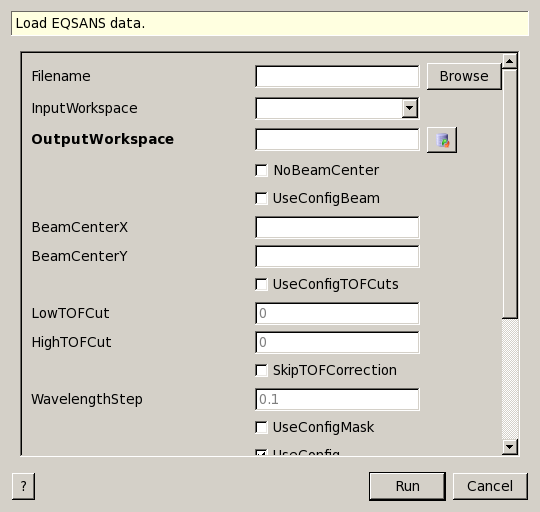 Load EQSANS data.
Filename
Browse
InputWorkspace
OutputWorkspace
NoBeamCenter
UseConfigBeam
BeamCenterX
BeamCenterY
UseConfigTOFCuts
LowTOFCut
0
HighTOFCut
0
SkipTOFCorrection
WavelengthStep
0.1
UseConfigMask
UseConfig
?
Run
Cancel